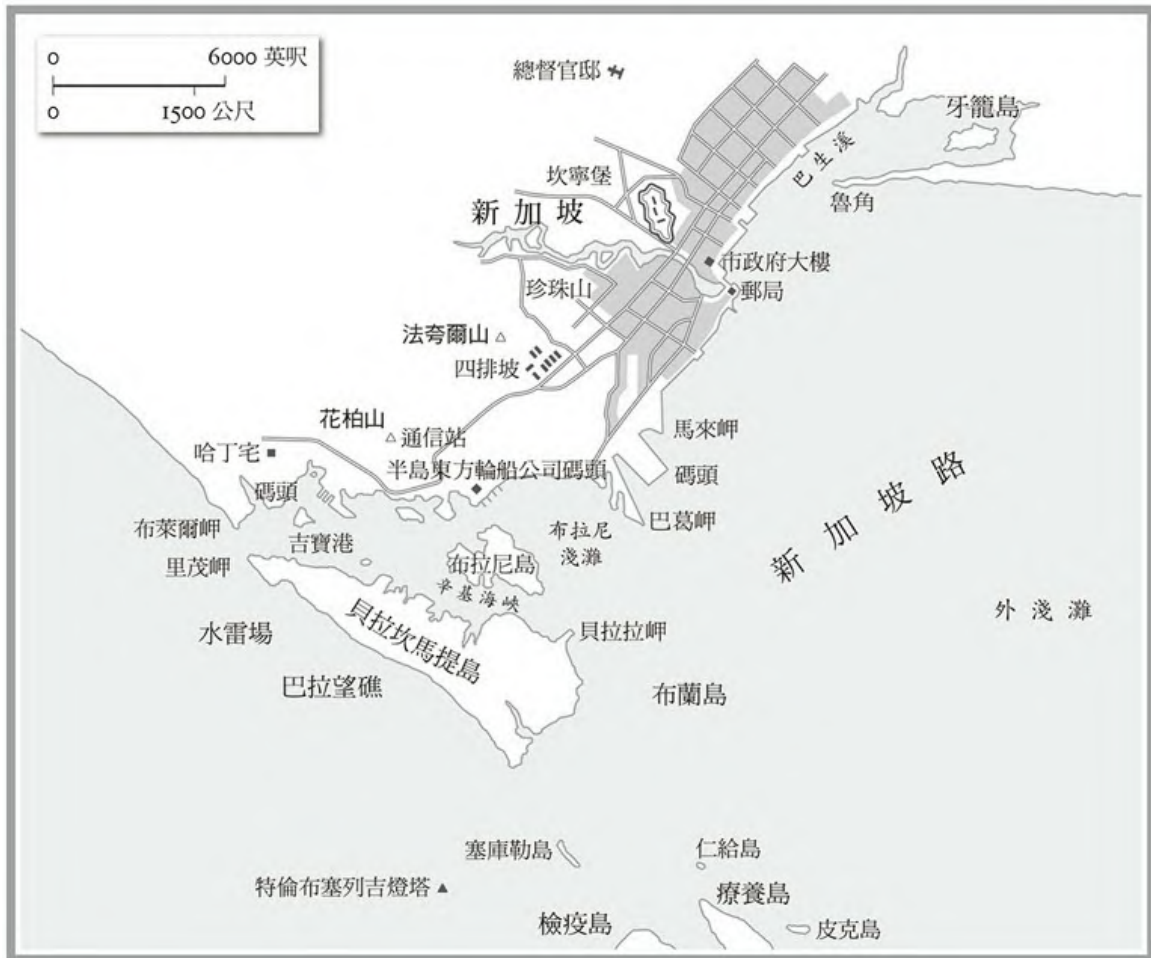 0 6000 英呎
0 1500 公尺
總督官邸
牙籠島
巴生溪
坎寧堡
魯角
新加坡
市政府大樓
珍珠山
郵局
法夸爾山
四排坡
花柏山
通信站
馬來岬
哈丁宅
半島東方輪船公司碼頭
碼頭
碼頭
新加坡路
布萊爾岬
吉寶港
布拉尼
淺灘
巴葛岬
里茂岬
布拉尼島
辛基海峽
外淺灘
水雷場
貝拉坎馬提島
貝拉拉岬
巴拉望礁
布蘭島
塞庫勒島
仁給島
特倫布塞列吉燈塔
療養島
檢疫島
皮克島